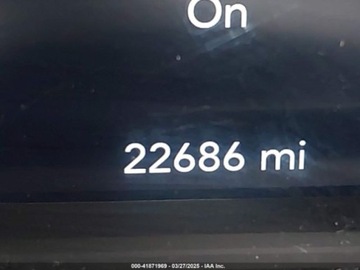 On
22686 mi
000-41871969 - 03/27/2025 - IAA Inc.